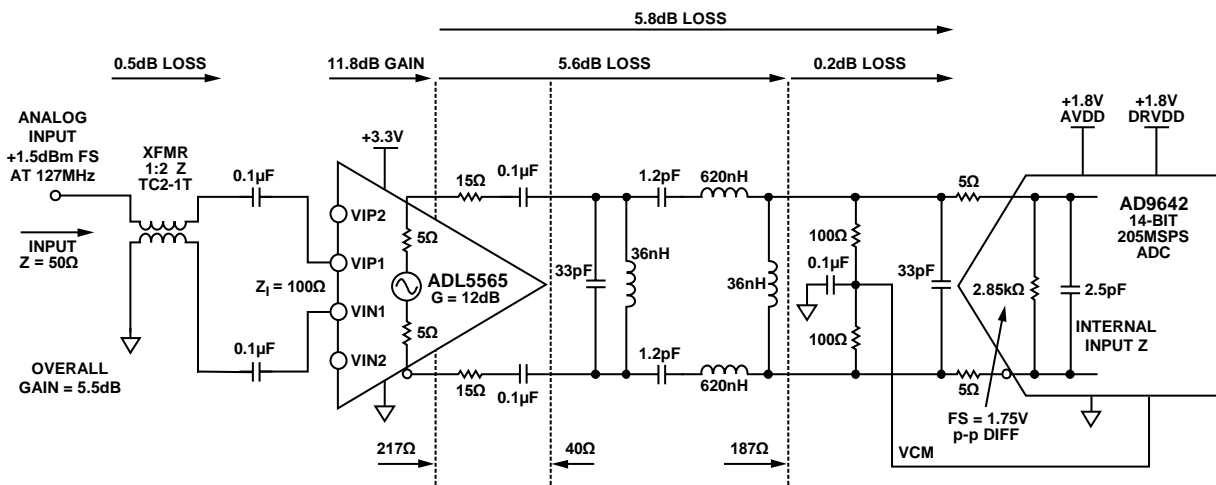 5.8dB LOSS
0.5dB LOSS
11.8dB GAIN
5.6dB LOSS
0.2dB LOSS
ANALOG
INPUT
+1.5dBm FS
AT 127MHz
XFMR
1:2 Z
TC2-1T
INPUT
Z = 50Ω
OVERALL
GAIN = 5.5dB
0.1µF
0.1µF
+3.3V
VIP2
VIP1
VIN1
VIN2
ZI = 100Ω
5Ω
5Ω
ADL5565
G = 12dB
15Ω
0.1µF
15Ω
0.1µF
33pF
36nH
1.2pF
620nH
1.2pF
620nH
36nH
100Ω
0.1µF
100Ω
33pF
5Ω
5Ω
+1.8V
AVDD
+1.8V
DRVDD
AD9642
14-BIT
205MSPS
ADC
2.85kΩ
2.5pF
INTERNAL
INPUT Z
FS = 1.75V
p-p DIFF
VCM
217Ω
40Ω
187Ω